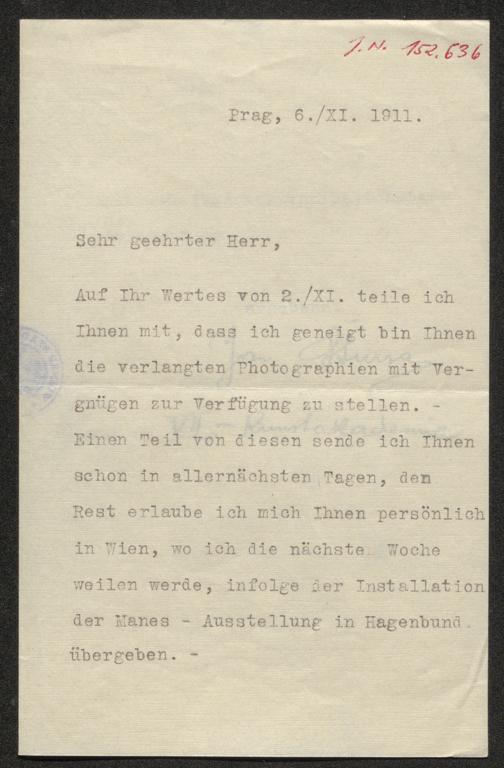 J.N. 152.636
Prag, 6./XI. 1911.
Sehr geehrter Herr,
Auf Ihr Wertes von 2./XI. teile ich
Ihnen mit, dass ich geneigt bin Ihnen
die verlangten Photographien mit Ver-
gnügen zur Verfügung zu stellen. -
Einen Teil von diesen sende ich Ihnen
schon in allernächsten Tagen, den
Rest erlaube ich mich Ihnen persönlich
in Wien, wo ich die nächste Woche
weilen werde, infolge der Installation
der Manes - Ausstellung in Hagenbund.
übergeben. -